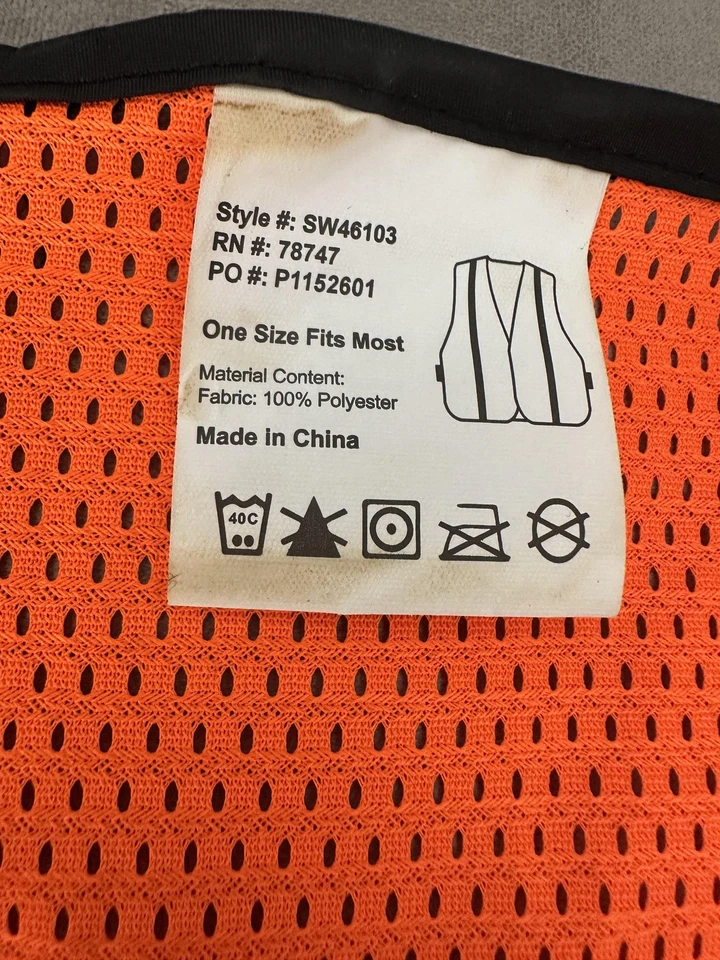 Style #: SW46103
RN #: 78747
PO #: P1152601
One Size Fits Most
Material Content:
Fabric: 100% Polyester
Made in China
40C